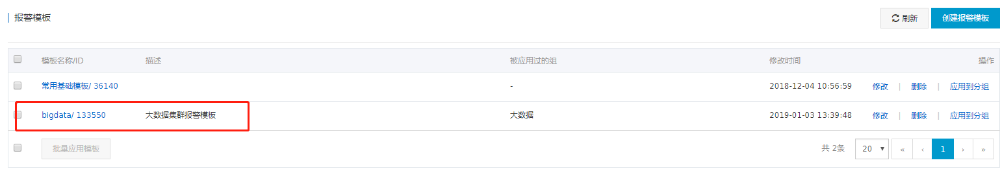 报警模板
刷新 创建报警模板
模板名称/ID 描述 被应用过的组 修改时间 操作
常用基础模板/ 36140 - 2018-12-04 10:56:59 修改 | 删除 | 应用到分组
bigdata/ 133550 大数据集群报警模板 大数据 2019-01-03 13:39:48 修改 | 删除 | 应用到分组
批量应用模板 共 2条 20 « ‹ 1 › »